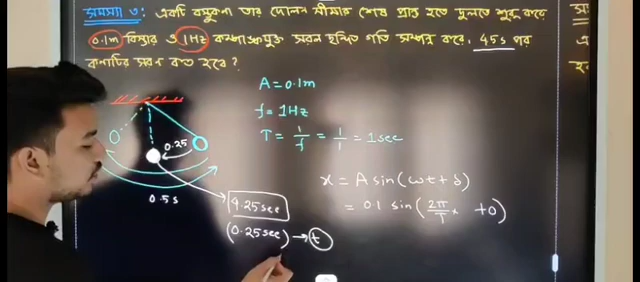 সমস্যা ৩: একটি বস্তুকণা তার দোলন সীমার শেষ প্রান্ত হতে দুলতে শুরু করে
0.1m বিস্তার ও 1Hz কম্পাঙ্কযুক্ত সরল ছন্দিত গতি সম্পন্ন করে. 45s পর
কণাটির সরণ কত হবে?
A = 0.1m
f = 1Hz
T = 1/f = 1/1 = 1sec
0.25
x = A sin(ωt + δ)
= 0.1 sin(2π/T × + 0)
0.5s
4.25sec
(0.25sec) → t